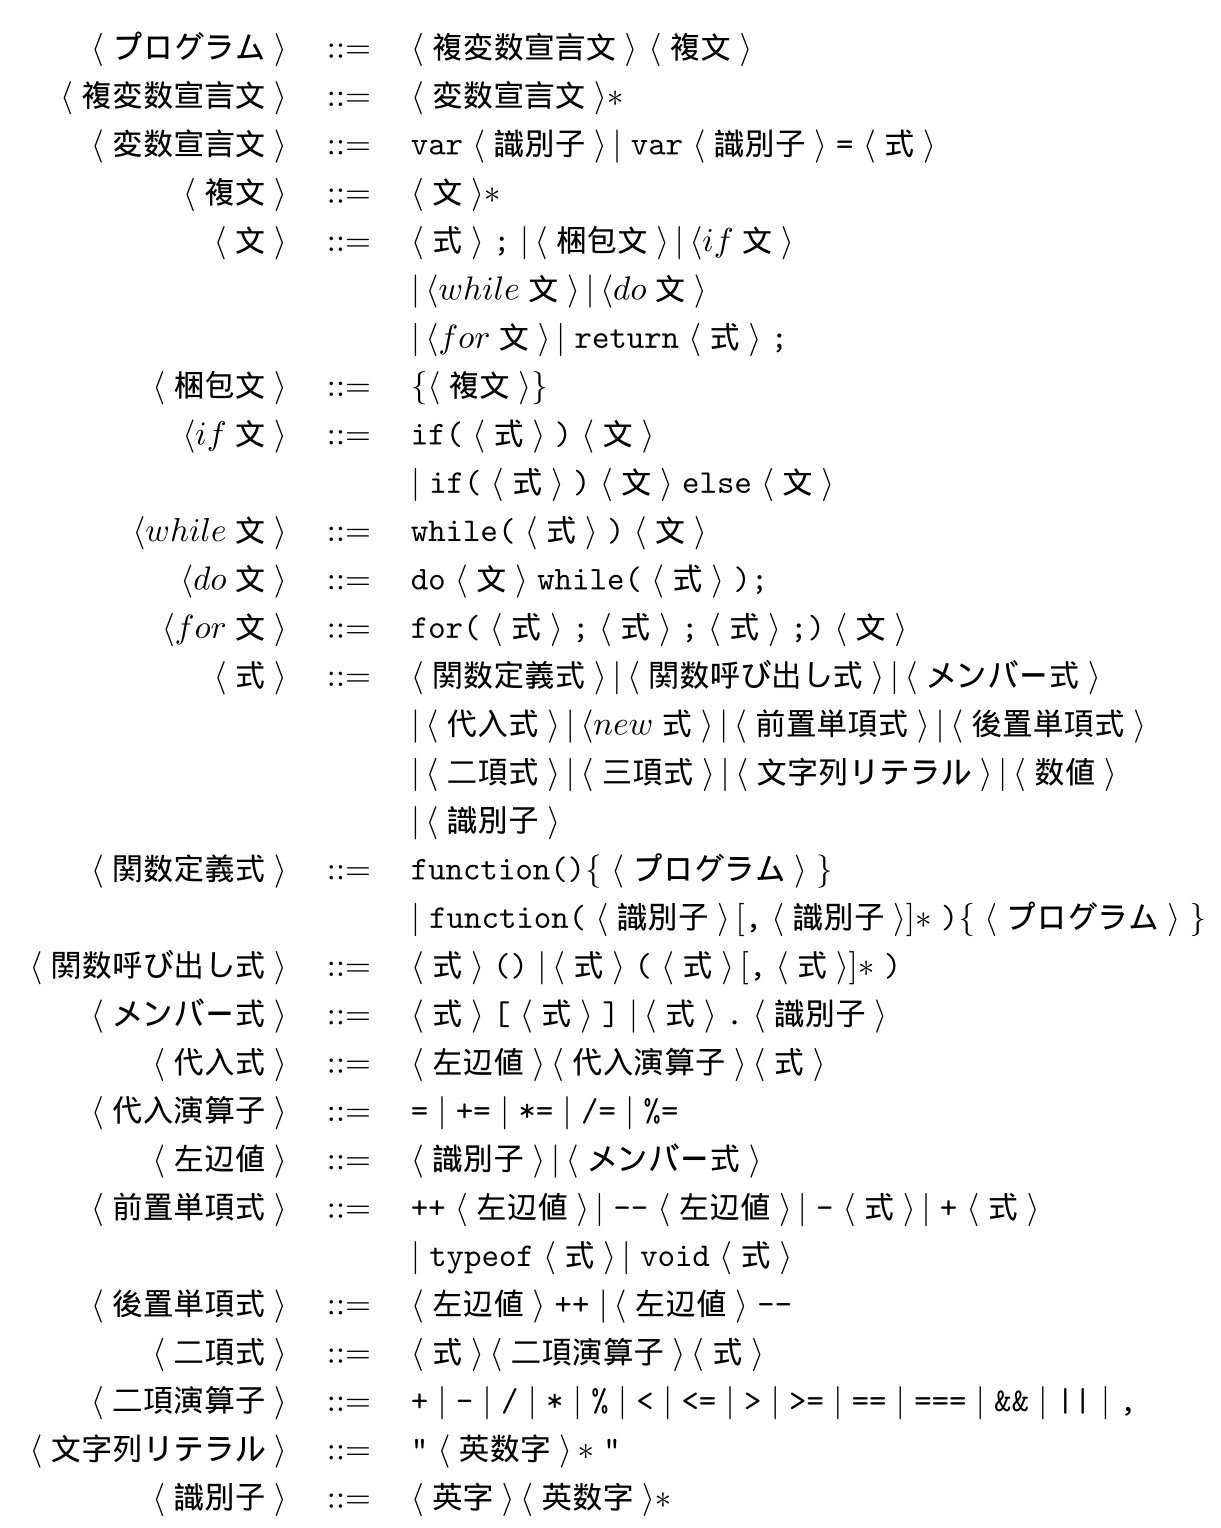 ⟨プログラム⟩ ::= ⟨複変数宣言文⟩⟨複文⟩
⟨複変数宣言文⟩ ::= ⟨変数宣言文⟩*
⟨変数宣言文⟩ ::= var⟨識別子⟩| var⟨識別子⟩=⟨式⟩
⟨複文⟩ ::= ⟨文⟩*
⟨文⟩ ::= ⟨式⟩; |⟨梱包文⟩|⟨if 文⟩
|⟨while 文⟩|⟨do 文⟩
|⟨for 文⟩| return⟨式⟩;
⟨梱包文⟩ ::= {⟨複文⟩}
⟨if 文⟩ ::= if(⟨式⟩)⟨文⟩
| if(⟨式⟩)⟨文⟩else⟨文⟩
⟨while 文⟩ ::= while(⟨式⟩)⟨文⟩
⟨do 文⟩ ::= do⟨文⟩while(⟨式⟩);
⟨for 文⟩ ::= for(⟨式⟩;⟨式⟩;⟨式⟩;)⟨文⟩
⟨式⟩ ::= ⟨関数定義式⟩|⟨関数呼び出し式⟩|⟨メンバー式⟩
|⟨代入式⟩|⟨new 式⟩|⟨前置単項式⟩|⟨後置単項式⟩
|⟨二項式⟩|⟨三項式⟩|⟨文字列リテラル⟩|⟨数値⟩
|⟨識別子⟩
⟨関数定義式⟩ ::= function(){⟨プログラム⟩}
| function(⟨識別子⟩[,⟨識別子⟩]* ){⟨プログラム⟩}
⟨関数呼び出し式⟩ ::= ⟨式⟩() |⟨式⟩(⟨式⟩[,⟨式⟩]* )
⟨メンバー式⟩ ::= ⟨式⟩[⟨式⟩] |⟨式⟩.⟨識別子⟩
⟨代入式⟩ ::= ⟨左辺値⟩⟨代入演算子⟩⟨式⟩
⟨代入演算子⟩ ::= = | += | *= | /= | %=
⟨左辺値⟩ ::= ⟨識別子⟩|⟨メンバー式⟩
⟨前置単項式⟩ ::= ++⟨左辺値⟩| --⟨左辺値⟩| -⟨式⟩| +⟨式⟩
| typeof⟨式⟩| void⟨式⟩
⟨後置単項式⟩ ::= ⟨左辺値⟩++ |⟨左辺値⟩--
⟨二項式⟩ ::= ⟨式⟩⟨二項演算子⟩⟨式⟩
⟨二項演算子⟩ ::= + | - | / | * | % | < | <= | > | >= | == | === | && | || | ,
⟨文字列リテラル⟩ ::= "⟨英数字⟩* "
⟨識別子⟩ ::= ⟨英字⟩⟨英数字⟩*